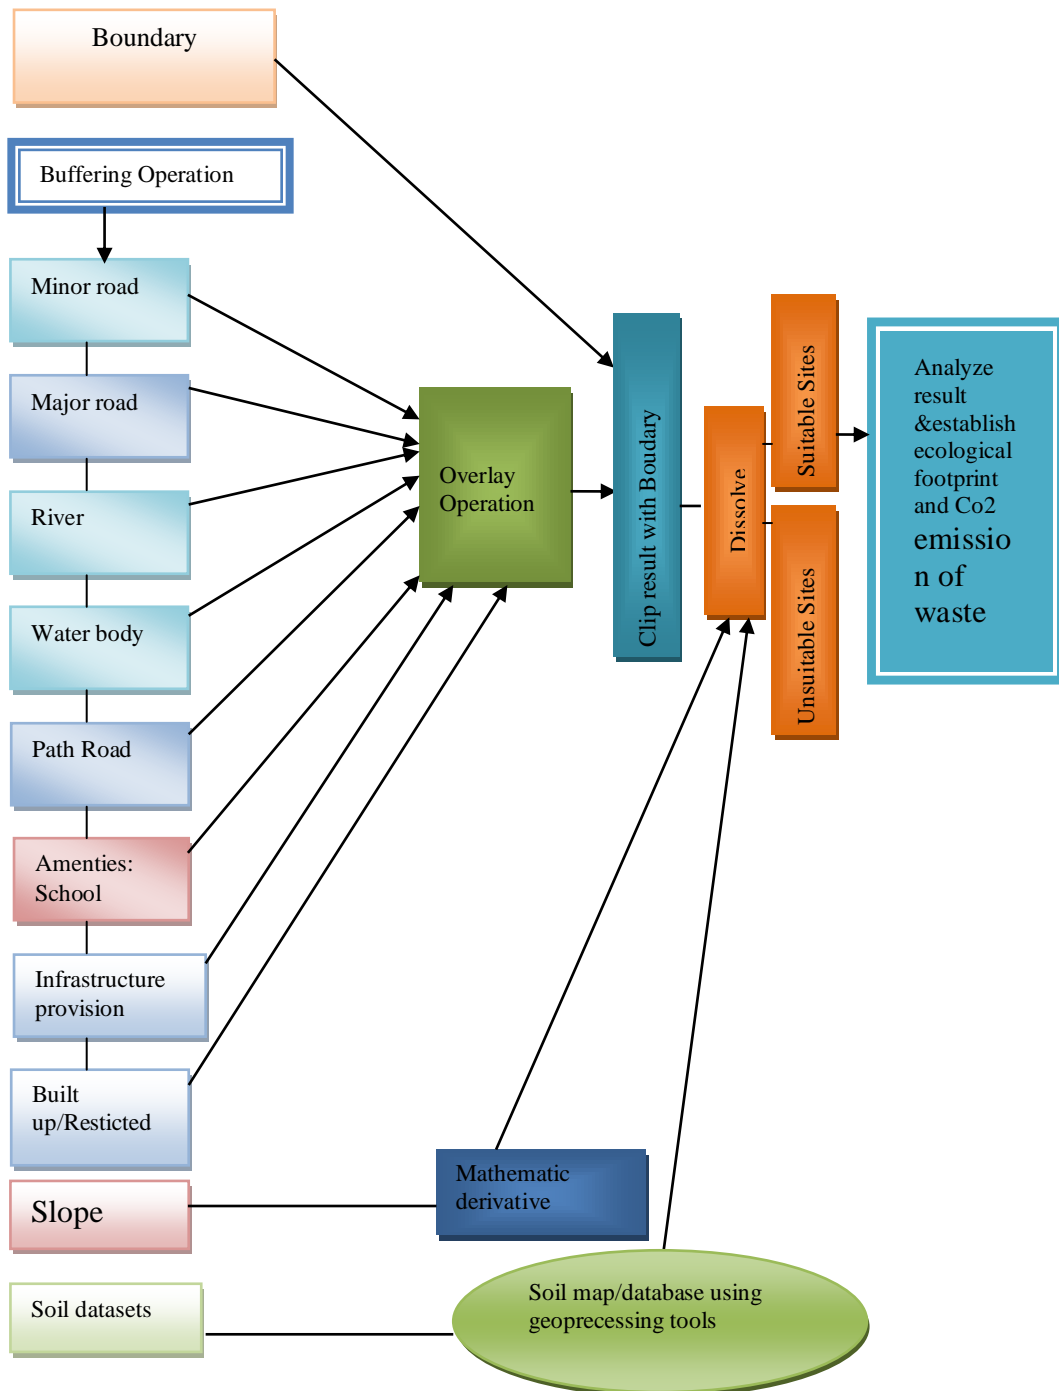 Boundary
Buffering Operation
Minor road
Major road
River
Water body
Path Road
Amenties:
School
Infrastructure
provision
Built
up/Resticted
Slope
Soil datasets
Overlay
Operation
Mathematic
derivative
Soil map/database using
geoprecessing tools
Clip result with Boudary
Dissolve
Suitable Sites
Unsuitable Sites
Analyze
result
&establish
ecological
footprint
and Co2
emissio
n of
waste